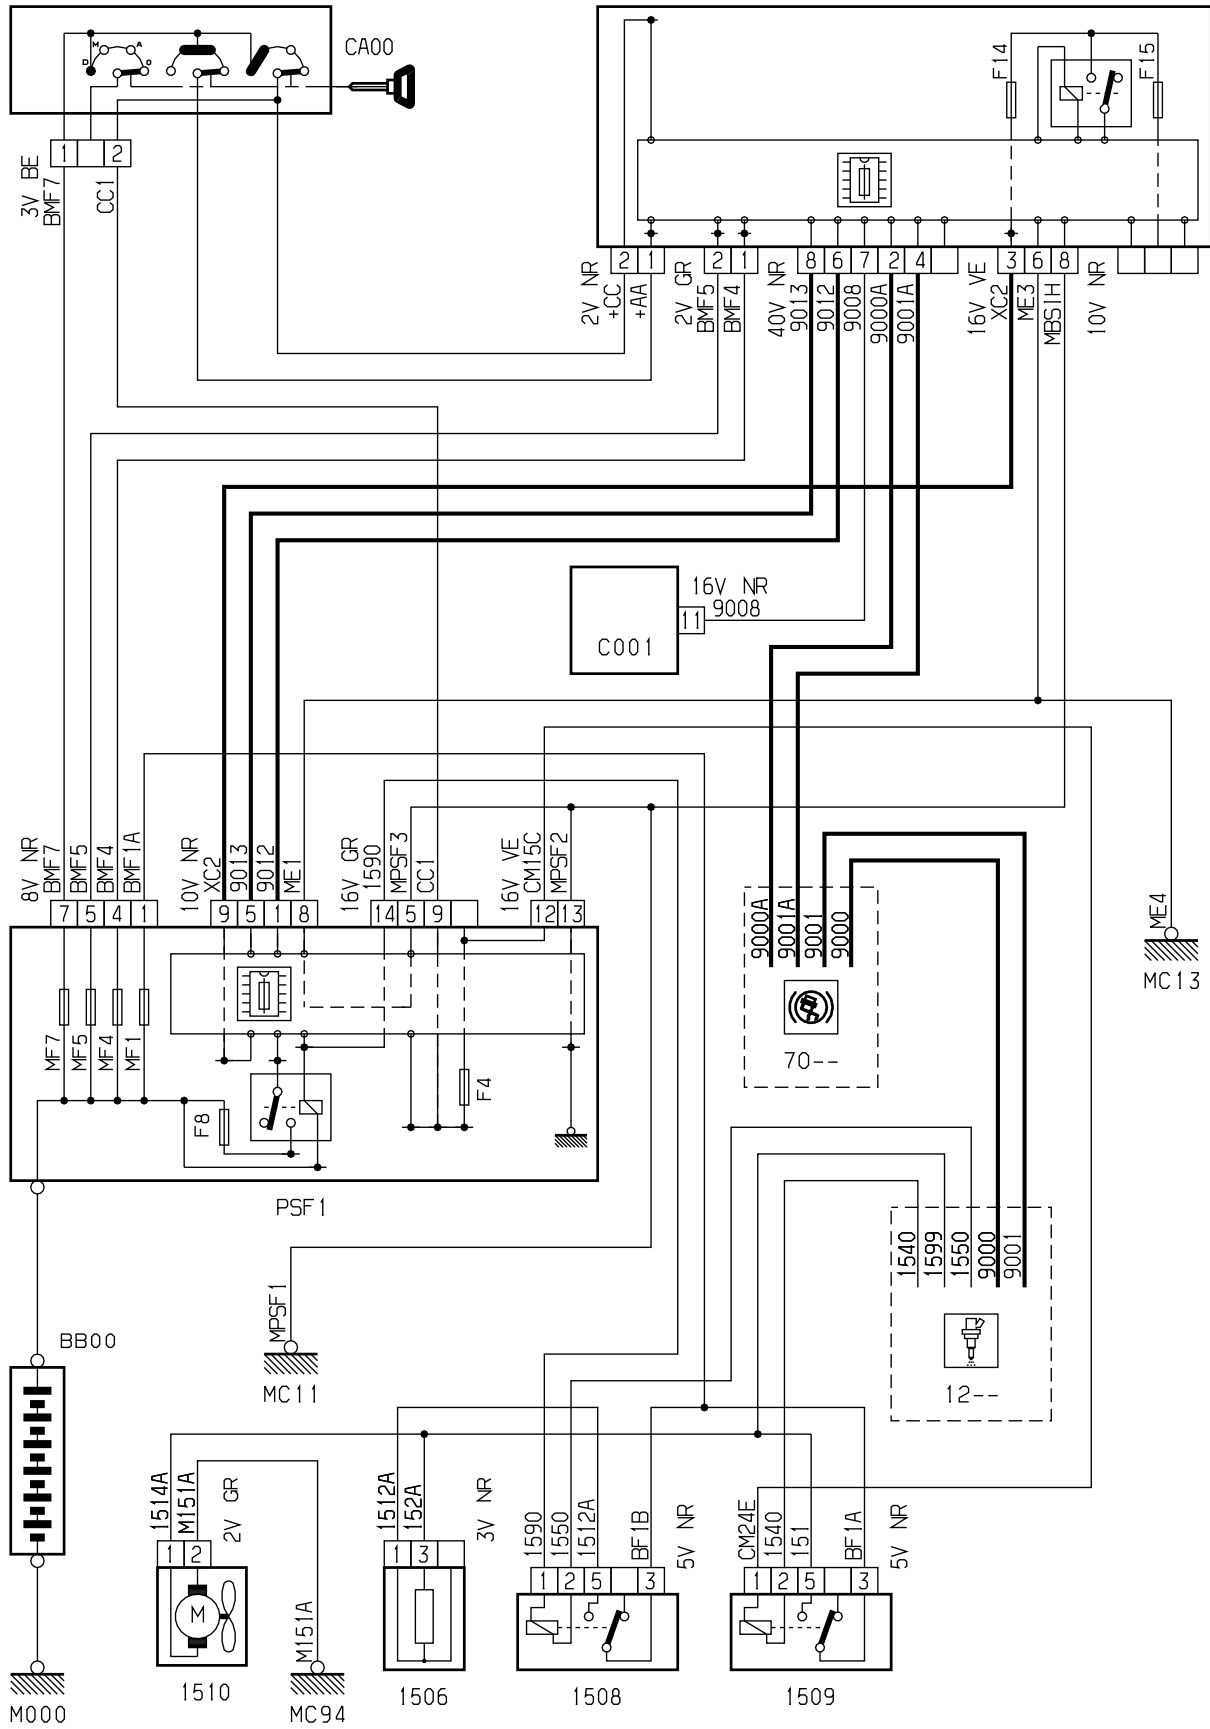 CA00
M A
D O
1 2
3V BE
BMF7
CC1
F14
F15
2 1 2 1 8 6 7 2 4 3 6 8
2V NR
+CC
+AA
2V GR
BMF5
BMF4
40V NR
9013
9012
9008
9000A
9001A
16V VE
XC2
ME3
MBSIH
10V NR
16V NR
9008
11
C001
8V NR
BMF7
BMF5
BMF4
BMF1A
10V NR
XC2
9013
9012
ME1
16V GR
1590
MPSF3
CC1
16V VE
CM15C
MPSF2
7 5 4 1 9 5 1 8 14 5 9 12 13
9000A
9001A
9001
9000
ME4
MC13
MF7
MF5
MF4
MF1
F8
F4
70--
PSF1
1540
1599
1550
9000
9001
12--
MPSF1
MC11
BB00
1514A
M151A
2V GR
1512A
152A
3V NR
1590
1550
1512A
BF1B
5V NR
CM24E
1540
151
BF1A
5V NR
1 2
1 3
1 2 5 3
1 2 5 3
M
M151A
M000
1510
MC94
1506
1508
1509